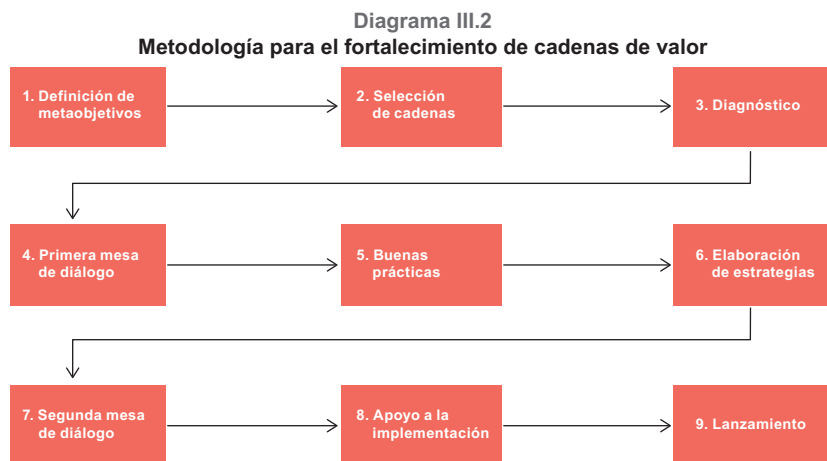 Diagrama III.2
Metodología para el fortalecimiento de cadenas de valor
1. Definición de
metaobjetivos
2. Selección
de cadenas
3. Diagnóstico
4. Primera mesa
de diálogo
5. Buenas
prácticas
6. Elaboración
de estrategias
7. Segunda mesa
de diálogo
8. Apoyo a la
implementación
9. Lanzamiento